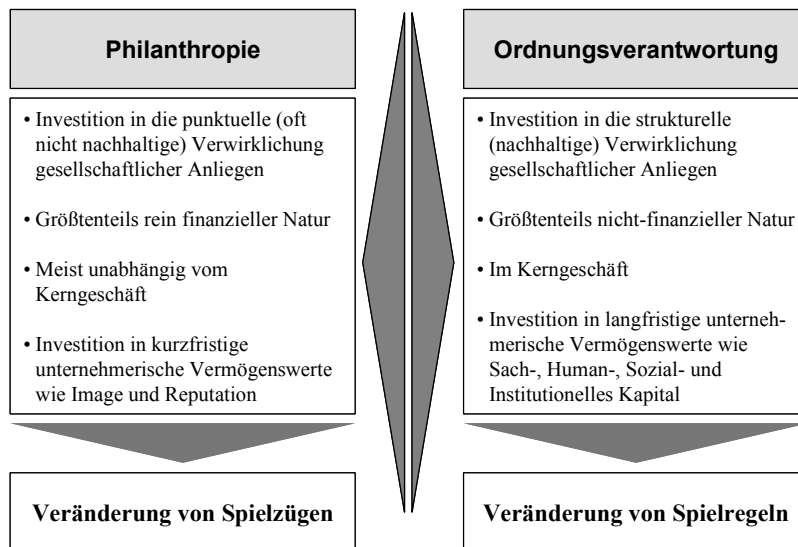 Philanthropie
• Investition in die punktuelle (oft
nicht nachhaltige) Verwirklichung
gesellschaftlicher Anliegen
• Größtenteils rein finanzieller Natur
• Meist unabhängig vom
Kerngeschäft
• Investition in kurzfristige
unternehmerische Vermögenswerte
wie Image und Reputation
Veränderung von Spielzügen
Ordnungsverantwortung
• Investition in die strukturelle
(nachhaltige) Verwirklichung
gesellschaftlicher Anliegen
• Größtenteils nicht-finanzieller Natur
• Im Kerngeschäft
• Investition in langfristige unterneh-
merische Vermögenswerte wie
Sach-, Human-, Sozial- und
Institutionelles Kapital
Veränderung von Spielregeln